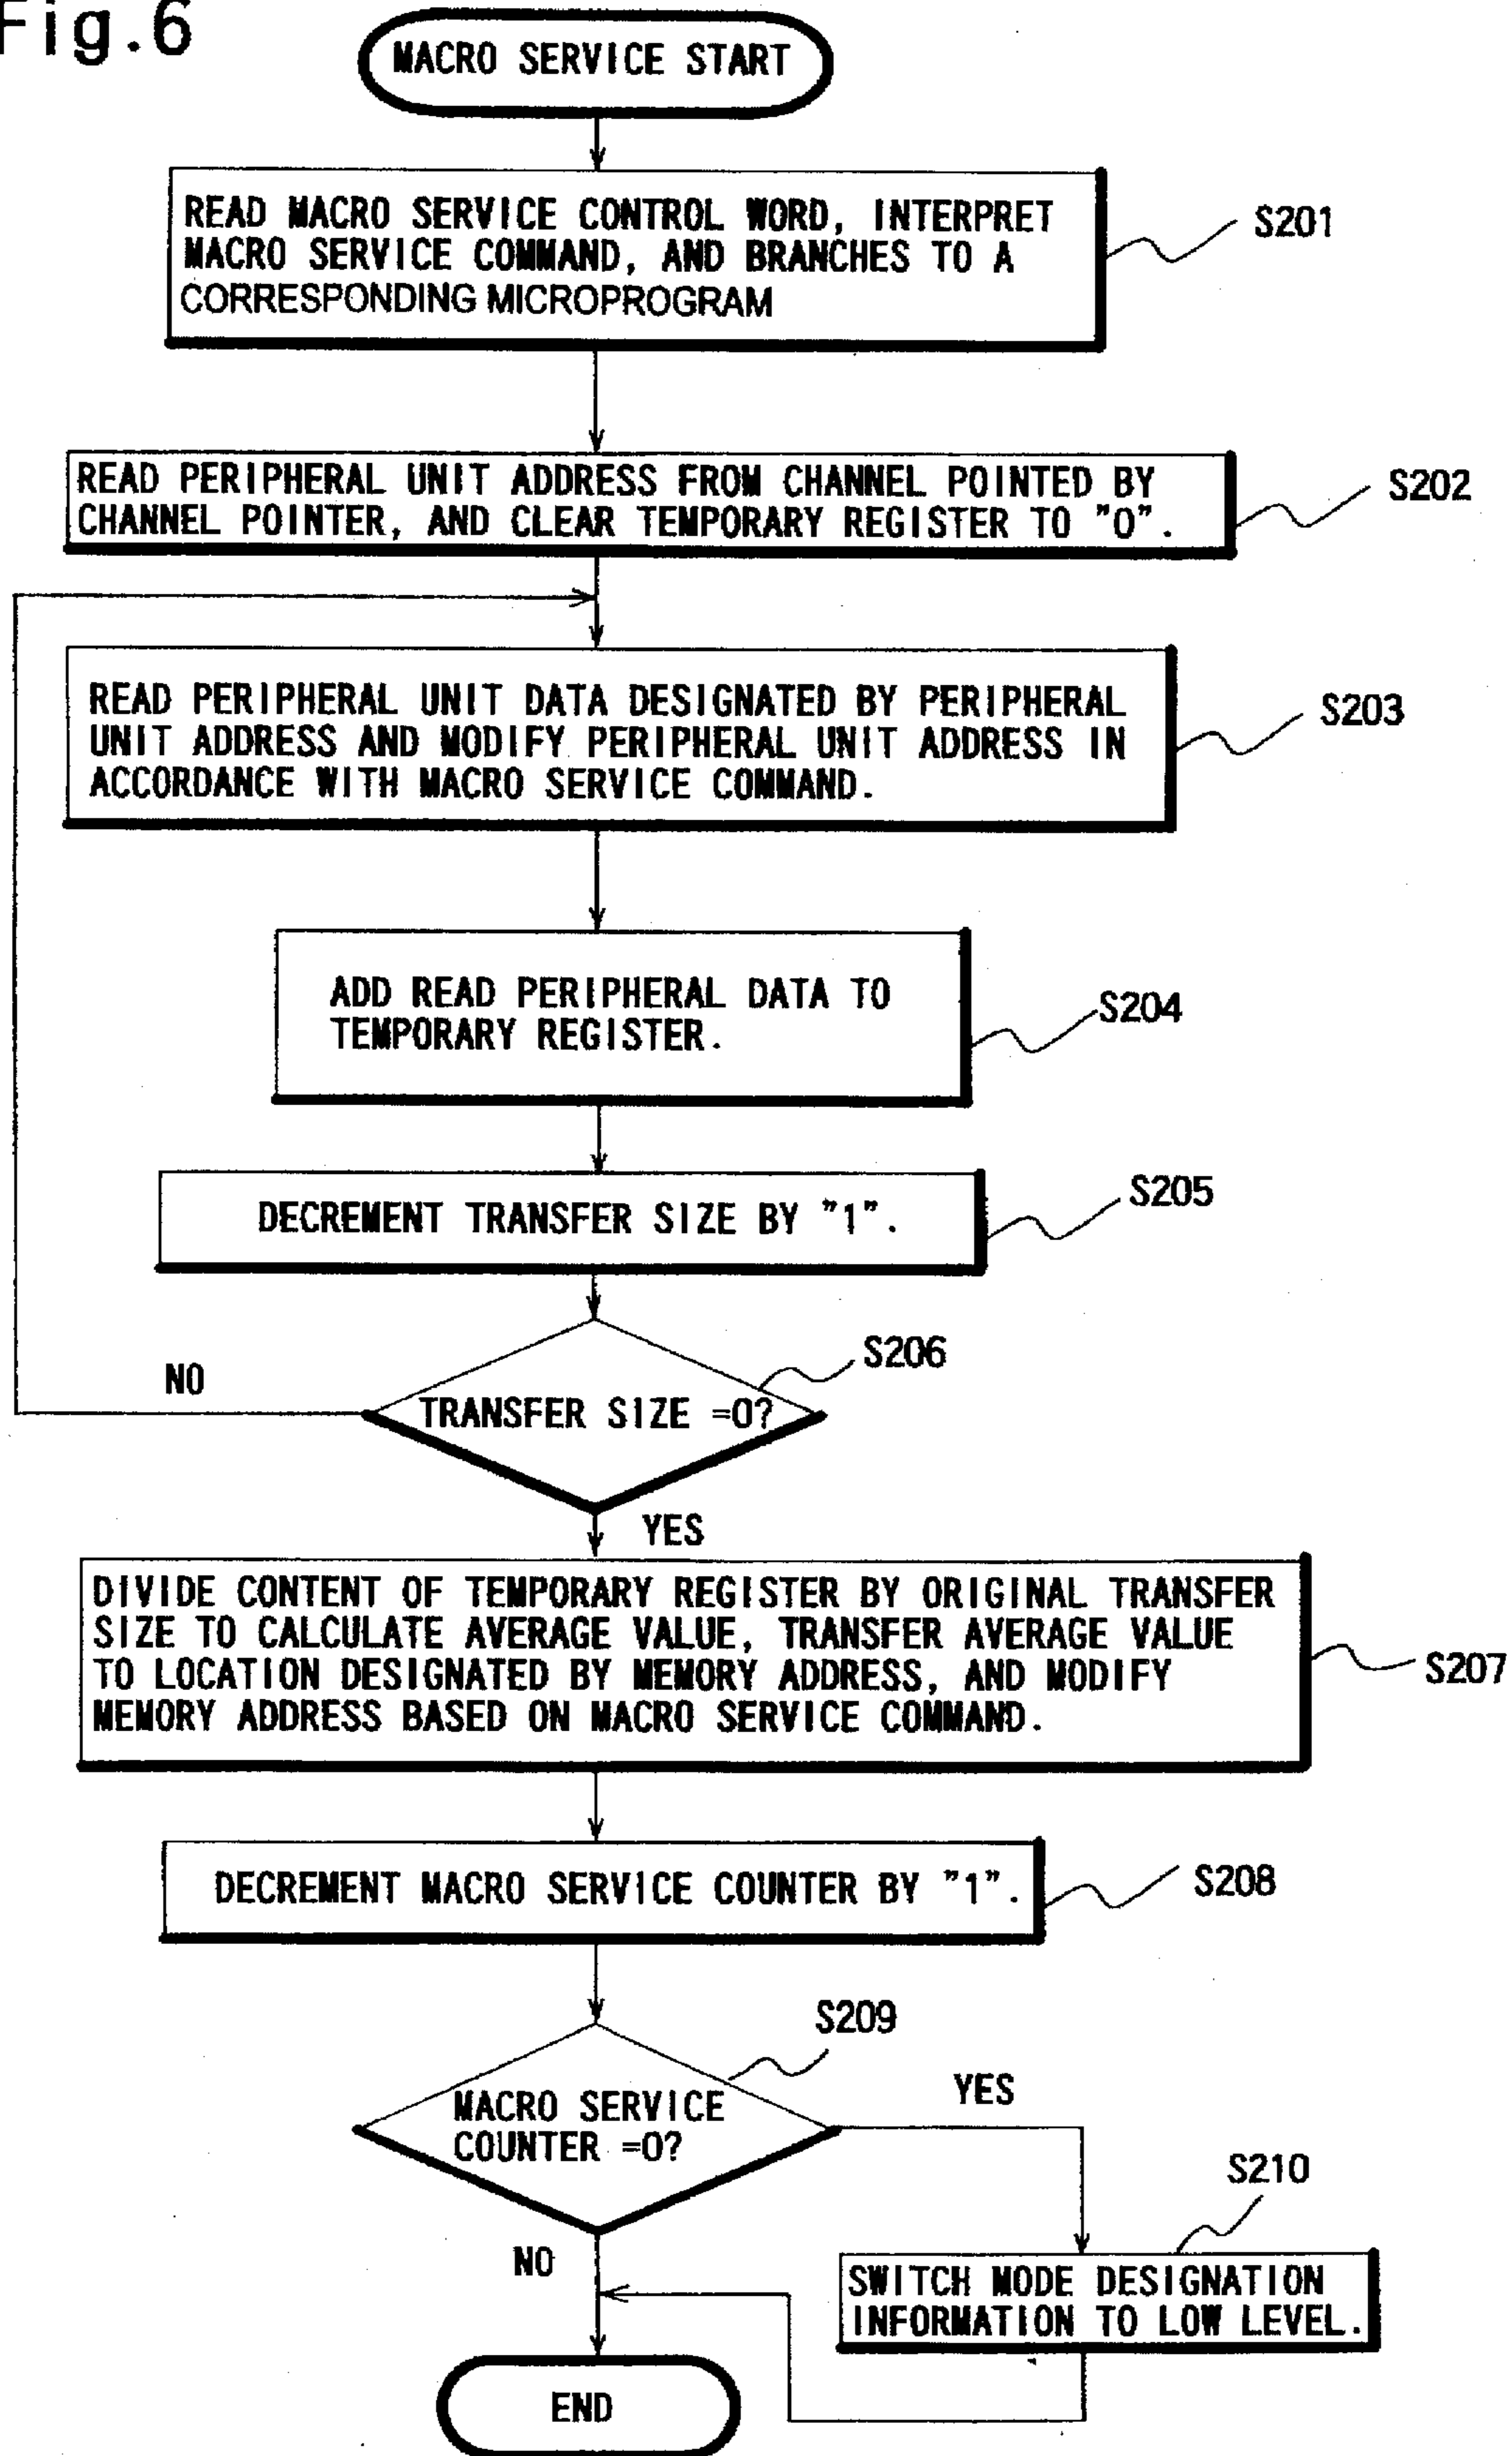 Fig.6
MACRO SERVICE START
READ MACRO SERVICE CONTROL WORD, INTERPRET
MACRO SERVICE COMMAND, AND BRANCHES TO A
CORRESPONDING MICROPROGRAM
S201
READ PERIPHERAL UNIT ADDRESS FROM CHANNEL POINTED BY
CHANNEL POINTER, AND CLEAR TEMPORARY REGISTER TO "0".
S202
READ PERIPHERAL UNIT DATA DESIGNATED BY PERIPHERAL
UNIT ADDRESS AND MODIFY PERIPHERAL UNIT ADDRESS IN
ACCORDANCE WITH MACRO SERVICE COMMAND.
S203
ADD READ PERIPHERAL DATA TO
TEMPORARY REGISTER.
S204
DECREMENT TRANSFER SIZE BY "1".
S205
TRANSFER SIZE =0?
S206
NO
YES
DIVIDE CONTENT OF TEMPORARY REGISTER BY ORIGINAL TRANSFER
SIZE TO CALCULATE AVERAGE VALUE, TRANSFER AVERAGE VALUE
TO LOCATION DESIGNATED BY MEMORY ADDRESS, AND MODIFY
MEMORY ADDRESS BASED ON MACRO SERVICE COMMAND.
S207
DECREMENT MACRO SERVICE COUNTER BY "1".
S208
S209
MACRO SERVICE
COUNTER =0?
YES
NO
S210
SWITCH MODE DESIGNATION
INFORMATION TO LOW LEVEL.
END